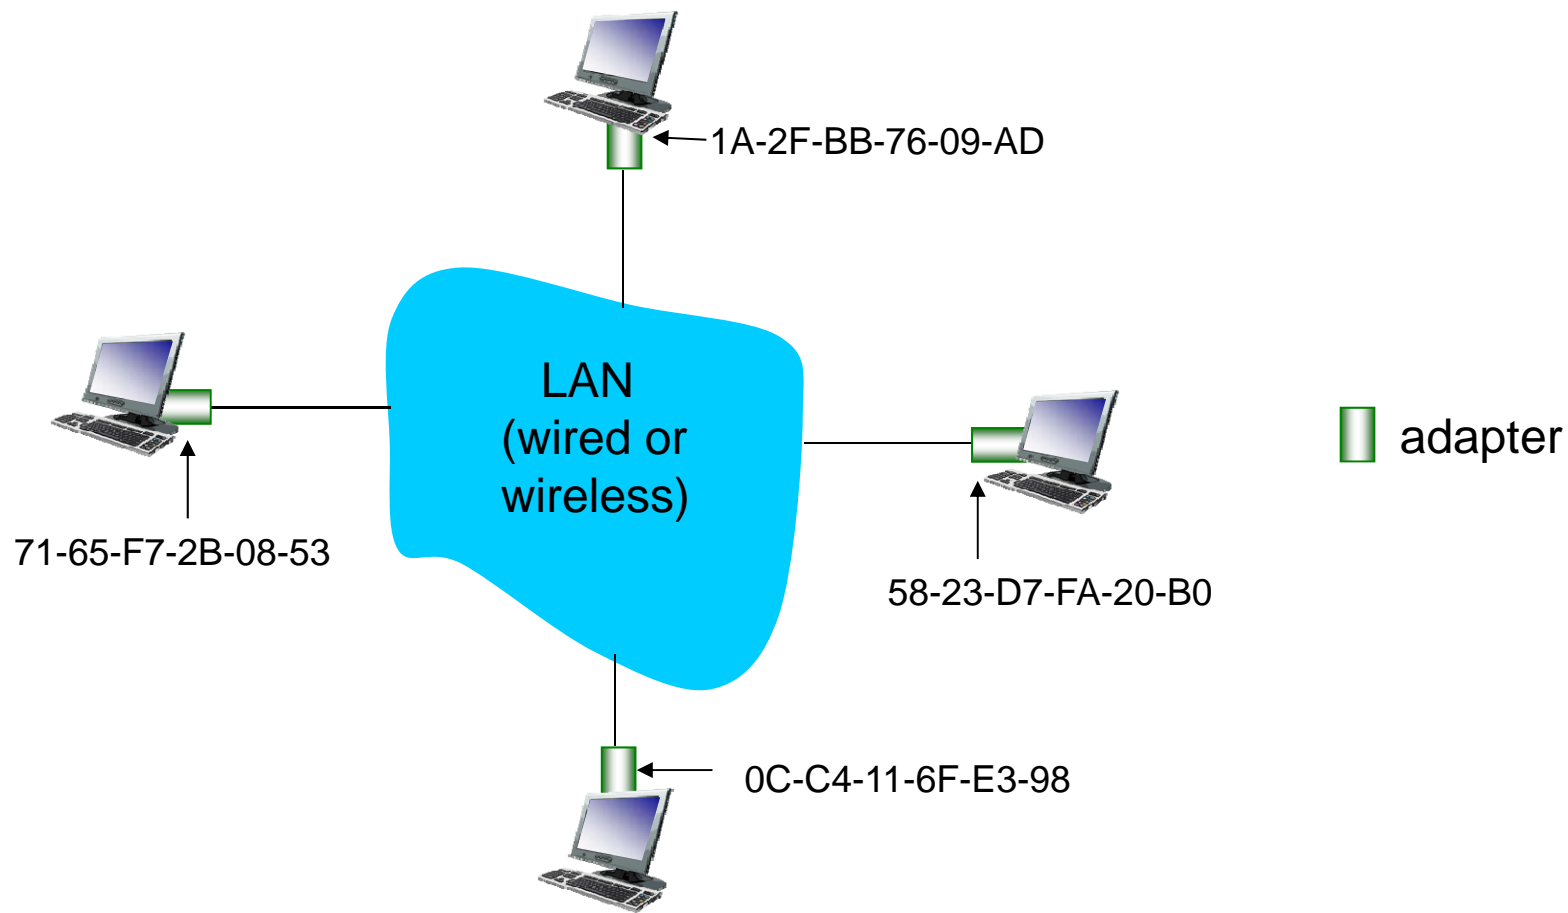 1A-2F-BB-76-09-AD
LAN
(wired or
wireless)
adapter
71-65-F7-2B-08-53
58-23-D7-FA-20-B0
0C-C4-11-6F-E3-98